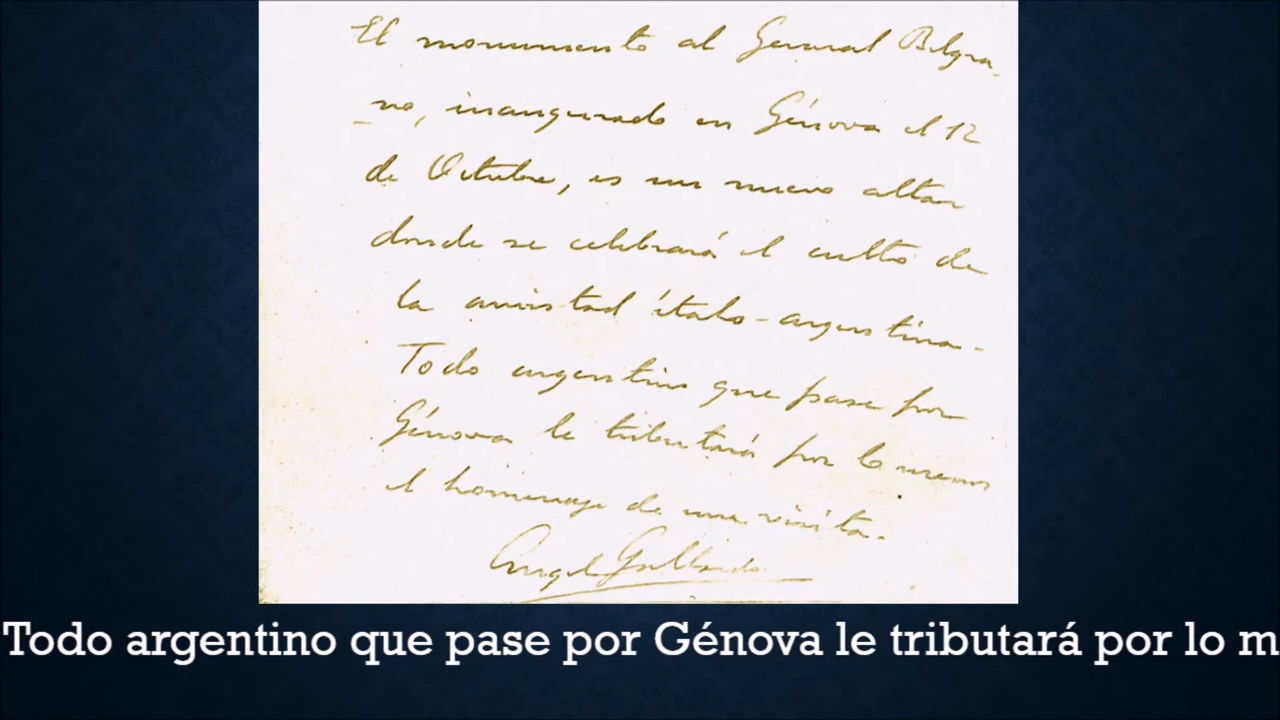 El monumento al General Belgra-
no, inaugurado en Génova el 12
de Octubre, es un nuevo altar
donde se celebrará el culto de
la amistad ítalo-argentina.
Todo argentino que pase por
Génova le tributará por lo menos
el homenaje de una visita.
Angel Gallardo
Todo argentino que pase por Génova le tributará por lo m